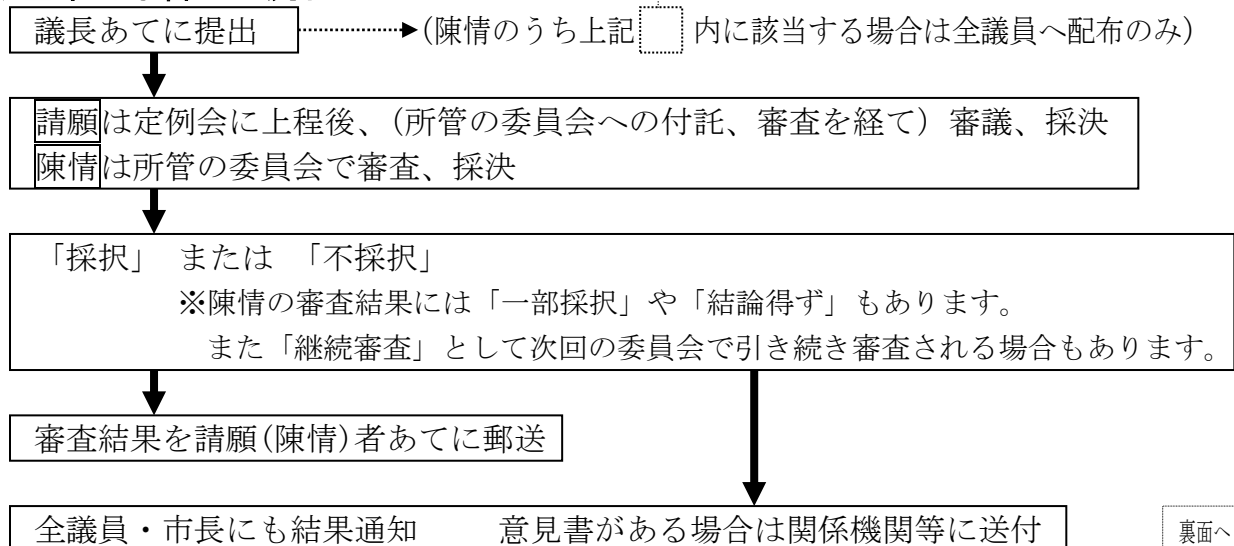 議長あてに提出
(陳情のうち上記 内に該当する場合は全議員へ配布のみ)
請願は定例会に上程後、(所管の委員会への付託、審査を経て) 審議、採決
陳情は所管の委員会で審査、採決
「採択」 または 「不採択」
※陳情の審査結果には「一部採択」や「結論得ず」もあります。
また「継続審査」として次回の委員会で引き続き審査される場合もあります。
審査結果を請願(陳情)者あてに郵送
全議員・市長にも結果通知 意見書がある場合は関係機関等に送付
裏面へ